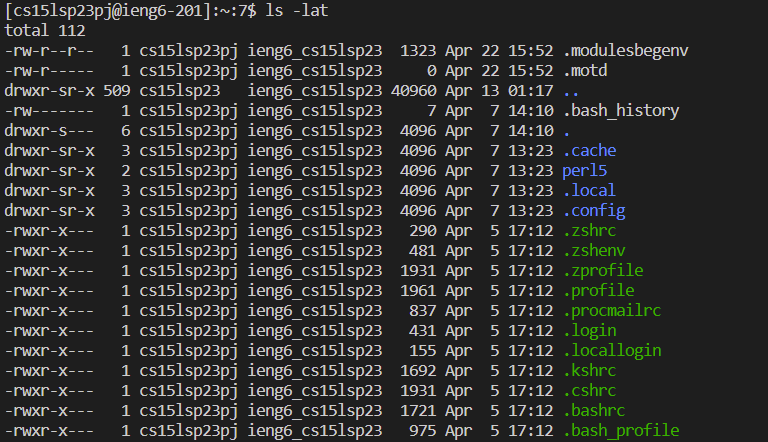 [cs15lsp23pj@ieng6-201]:~:7$ ls -lat
total 112
-rw-r--r--   1 cs15lsp23pj ieng6_cs15lsp23  1323 Apr 22 15:52 .modulesbegenv
-rw-r-----   1 cs15lsp23pj ieng6_cs15lsp23     0 Apr 22 15:52 .motd
drwxr-sr-x 509 cs15lsp23   ieng6_cs15lsp23 40960 Apr 13 01:17 ..
-rw-------   1 cs15lsp23pj ieng6_cs15lsp23     7 Apr  7 14:10 .bash_history
drwxr-s---   6 cs15lsp23pj ieng6_cs15lsp23  4096 Apr  7 14:10 .
drwxr-sr-x   3 cs15lsp23pj ieng6_cs15lsp23  4096 Apr  7 13:23 .cache
drwxr-sr-x   2 cs15lsp23pj ieng6_cs15lsp23  4096 Apr  7 13:23 perl5
drwxr-sr-x   3 cs15lsp23pj ieng6_cs15lsp23  4096 Apr  7 13:23 .local
drwxr-sr-x   3 cs15lsp23pj ieng6_cs15lsp23  4096 Apr  7 13:23 .config
-rwxr-x---   1 cs15lsp23pj ieng6_cs15lsp23   290 Apr  5 17:12 .zshrc
-rwxr-x---   1 cs15lsp23pj ieng6_cs15lsp23   481 Apr  5 17:12 .zshenv
-rwxr-x---   1 cs15lsp23pj ieng6_cs15lsp23  1931 Apr  5 17:12 .zprofile
-rwxr-x---   1 cs15lsp23pj ieng6_cs15lsp23  1961 Apr  5 17:12 .profile
-rwxr-x---   1 cs15lsp23pj ieng6_cs15lsp23   837 Apr  5 17:12 .procmailrc
-rwxr-x---   1 cs15lsp23pj ieng6_cs15lsp23   431 Apr  5 17:12 .login
-rwxr-x---   1 cs15lsp23pj ieng6_cs15lsp23   155 Apr  5 17:12 .locallogin
-rwxr-x---   1 cs15lsp23pj ieng6_cs15lsp23  1692 Apr  5 17:12 .kshrc
-rwxr-x---   1 cs15lsp23pj ieng6_cs15lsp23  1931 Apr  5 17:12 .cshrc
-rwxr-x---   1 cs15lsp23pj ieng6_cs15lsp23  1721 Apr  5 17:12 .bashrc
-rwxr-x---   1 cs15lsp23pj ieng6_cs15lsp23   975 Apr  5 17:12 .bash_profile